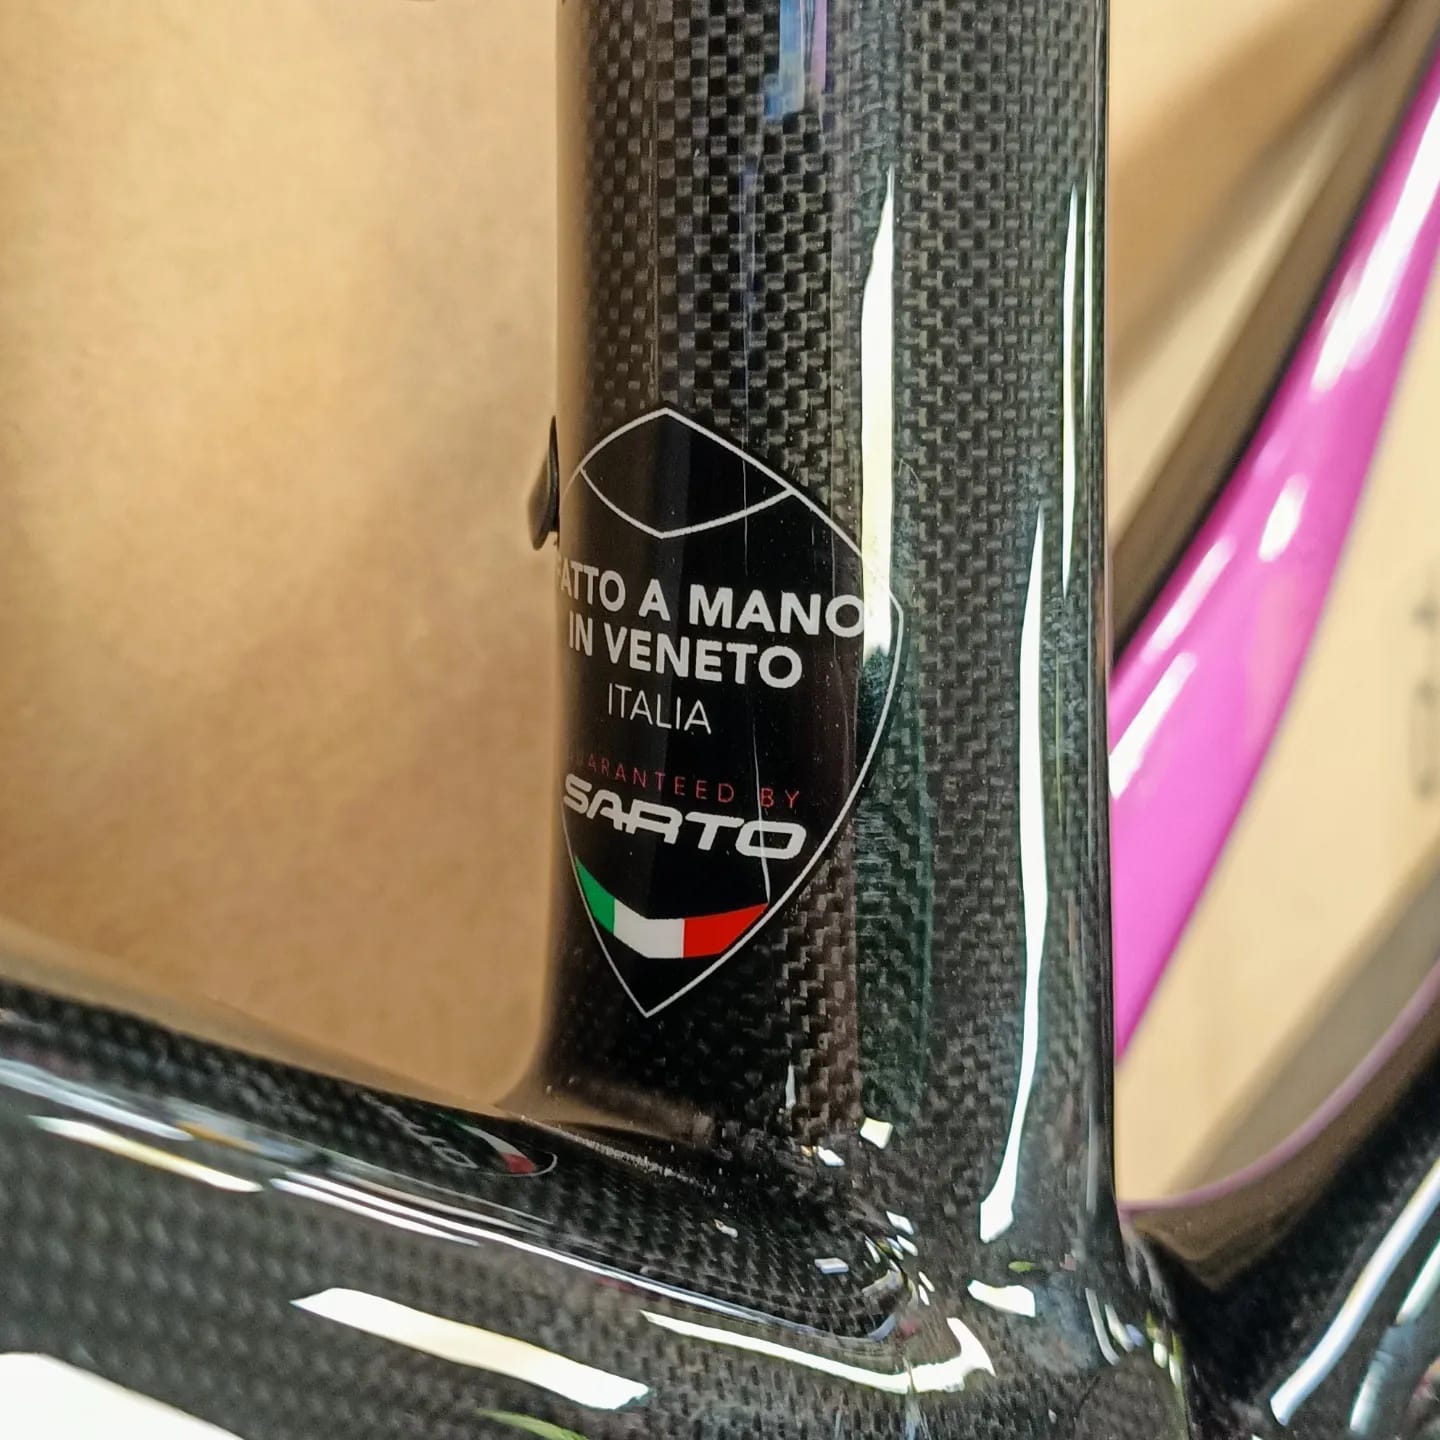 FATTO A MANO
IN VENETO
ITALIA
GUARANTEED BY
SARTO